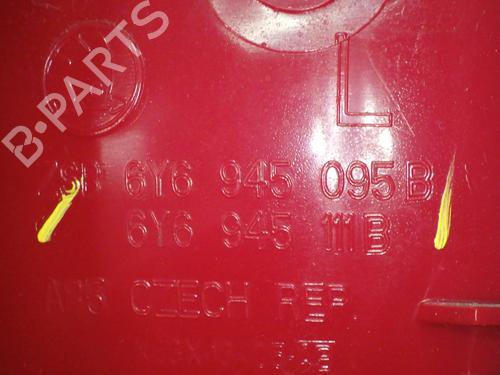 B-PARTS
L
6Y6 945 095 B
6Y6 945 111 B
CZECH REP.